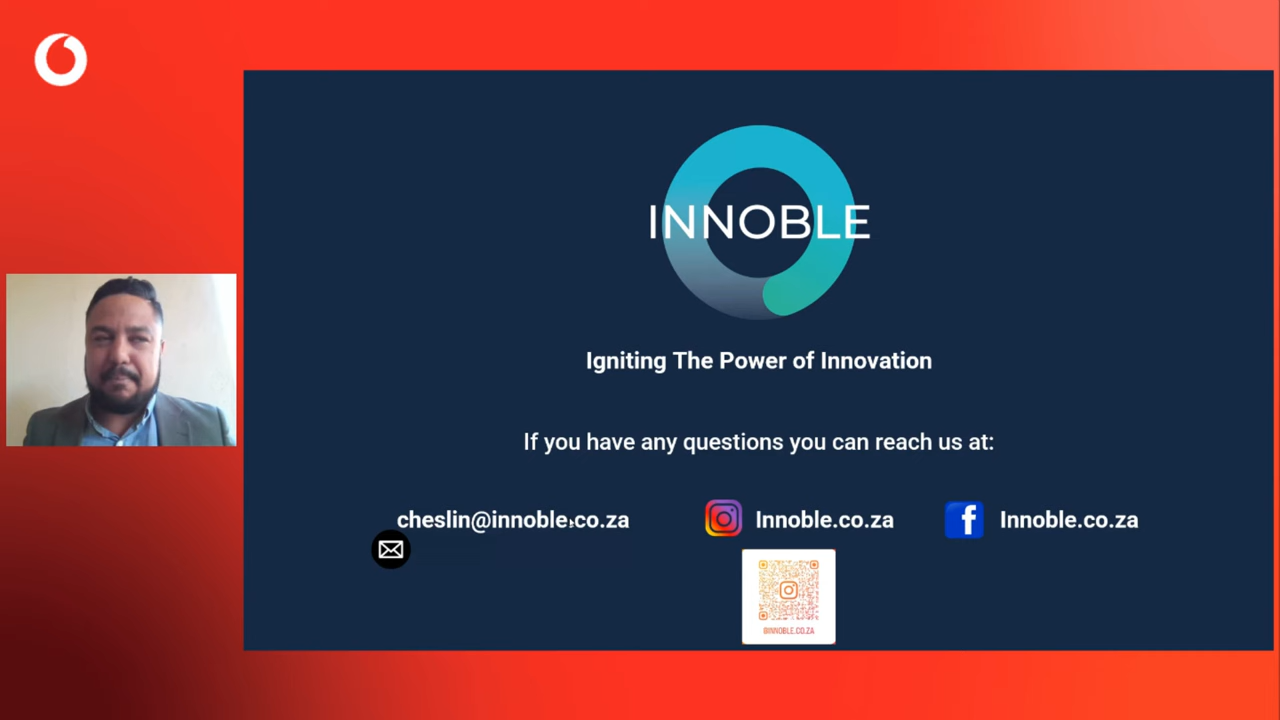 INNOBLE
Igniting The Power of Innovation
If you have any questions you can reach us at:
cheslin@innoble.co.za
Innoble.co.za
Innoble.co.za
@INNOBLE.CO.ZA